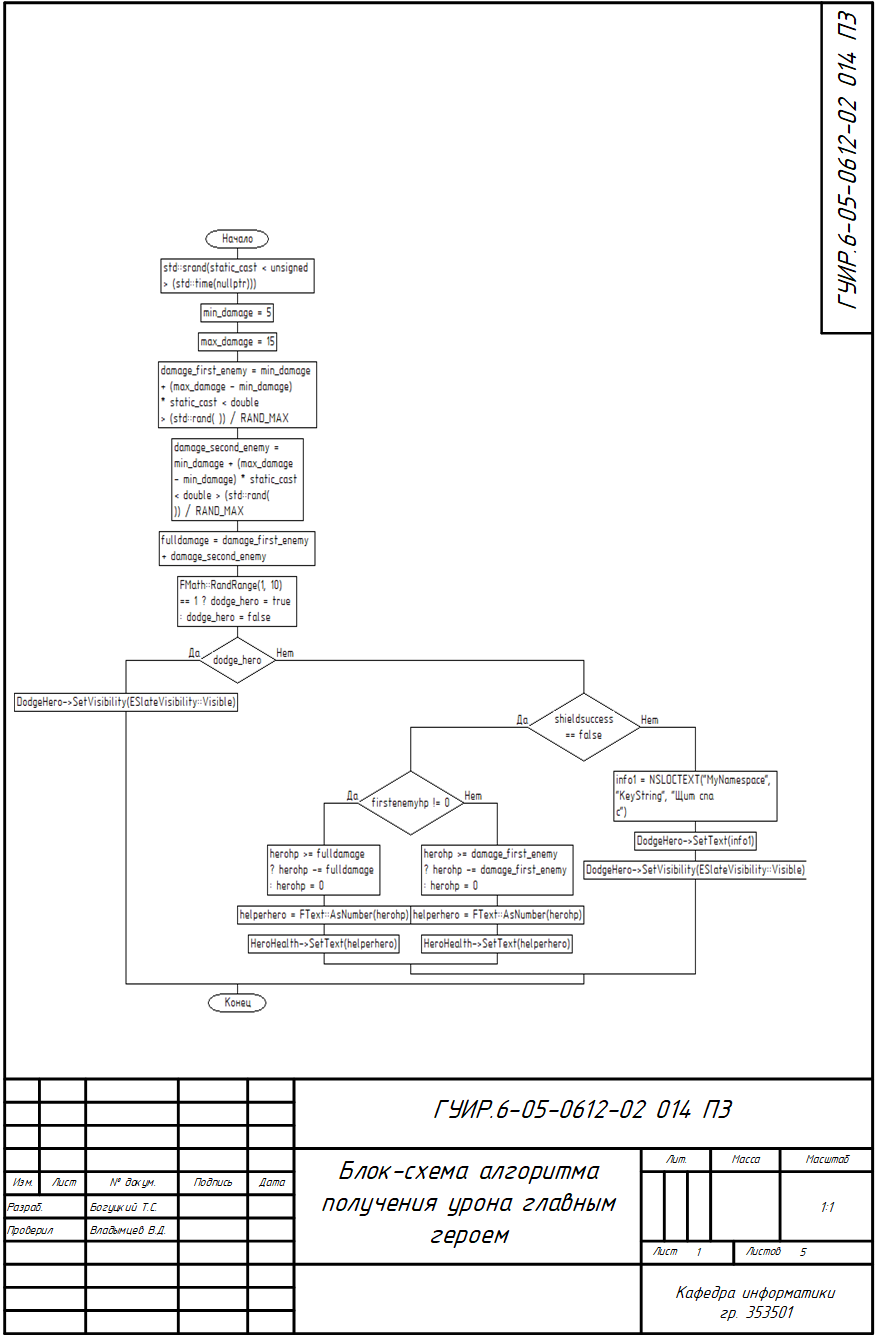 ГУИР.6-05-0612-02 014 ПЗ
Начало
std::srand(static_cast < unsigned
> (std::time(nullptr)))
min_damage = 5
max_damage = 15
damage_first_enemy = min_damage
+ (max_damage - min_damage)
* static_cast < double
> (std::rand( )) / RAND_MAX
damage_second_enemy =
min_damage + (max_damage
- min_damage) * static_cast
< double > (std::rand(
)) / RAND_MAX
fulldamage = damage_first_enemy
+ damage_second_enemy
FMath::RandRange(1, 10)
== 1 ? dodge_hero = true
: dodge_hero = false
Да
dodge_hero
Нет
DodgeHero->SetVisibility(ESlateVisibility::Visible)
Да
shieldsuccess
== false
Нет
Да
firstenemyhp != 0
Нет
info1 = NSLOCTEXT("MyNamespace",
"KeyString", "Щит спа
с")
DodgeHero->SetText(info1)
DodgeHero->SetVisibility(ESlateVisibility::Visible)
herohp >= fulldamage
? herohp -= fulldamage
: herohp = 0
herohp >= damage_first_enemy
? herohp -= damage_first_enemy
: herohp = 0
helperhero = FText::AsNumber(herohp)
helperhero = FText::AsNumber(herohp)
HeroHealth->SetText(helperhero)
HeroHealth->SetText(helperhero)
Конец
ГУИР.6-05-0612-02 014 ПЗ
Изм. Лист № докум. Подпись Дата
Разраб. Богуцкий Т.С.
Проверил Владымцев В.Д.
Блок-схема алгоритма
получения урона главным
героем
Лит. Масса Масштаб
1:1
Лист 1 Листов 5
Кафедра информатики
гр. 353501